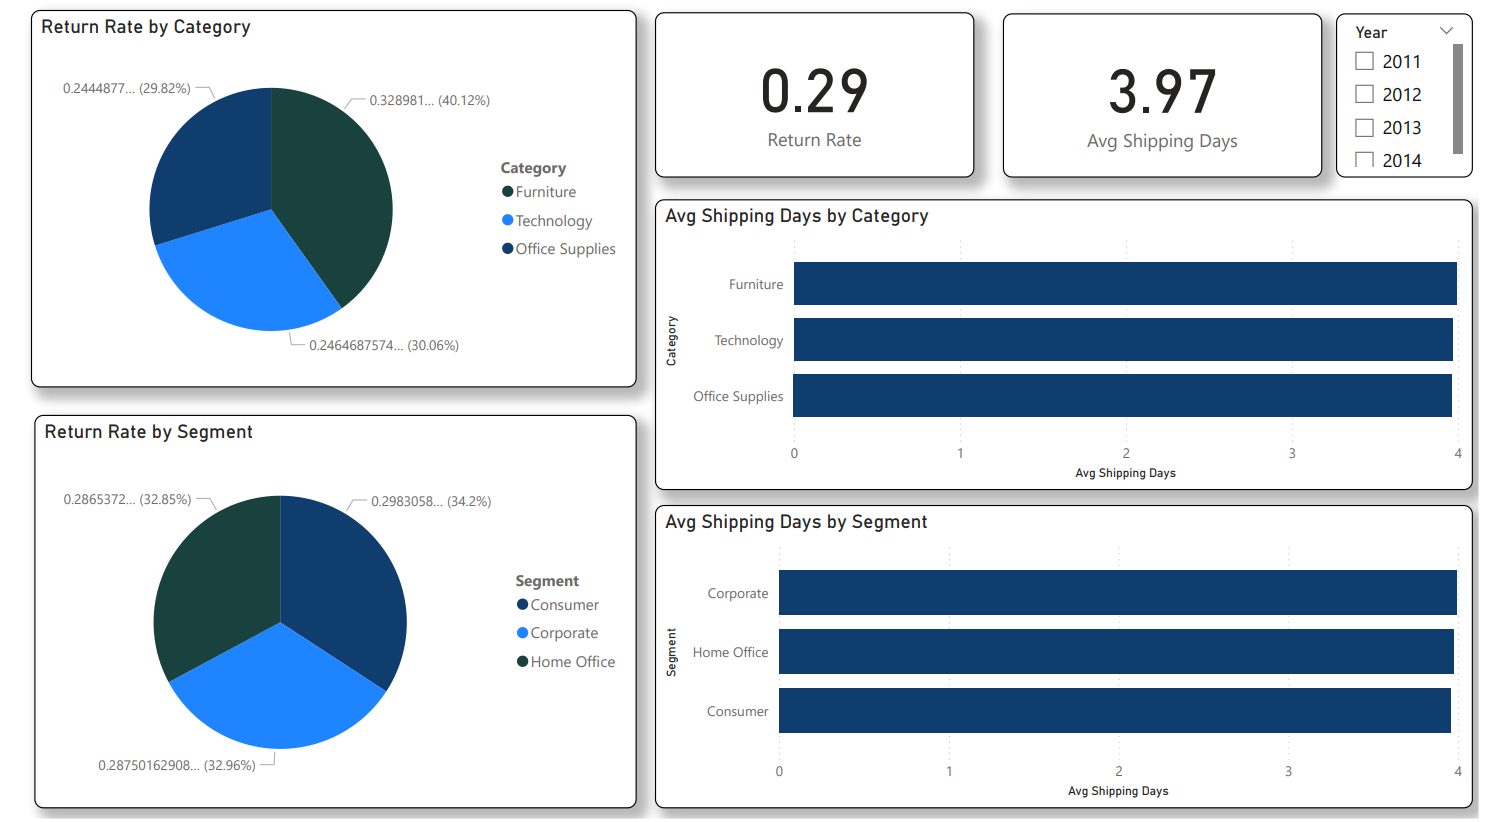 Return Rate by Category
0.2444877... (29.82%)
0.328981... (40.12%)
0.2464687574... (30.06%)
Category
Furniture
Technology
Office Supplies
0.29
Return Rate
3.97
Avg Shipping Days
Year
2011
2012
2013
2014
Avg Shipping Days by Category
Category
Furniture
Technology
Office Supplies
0 1 2 3 4
Avg Shipping Days
Return Rate by Segment
0.2865372... (32.85%)
0.2983058... (34.2%)
0.28750162908... (32.96%)
Segment
Consumer
Corporate
Home Office
Avg Shipping Days by Segment
Segment
Corporate
Home Office
Consumer
0 1 2 3 4
Avg Shipping Days